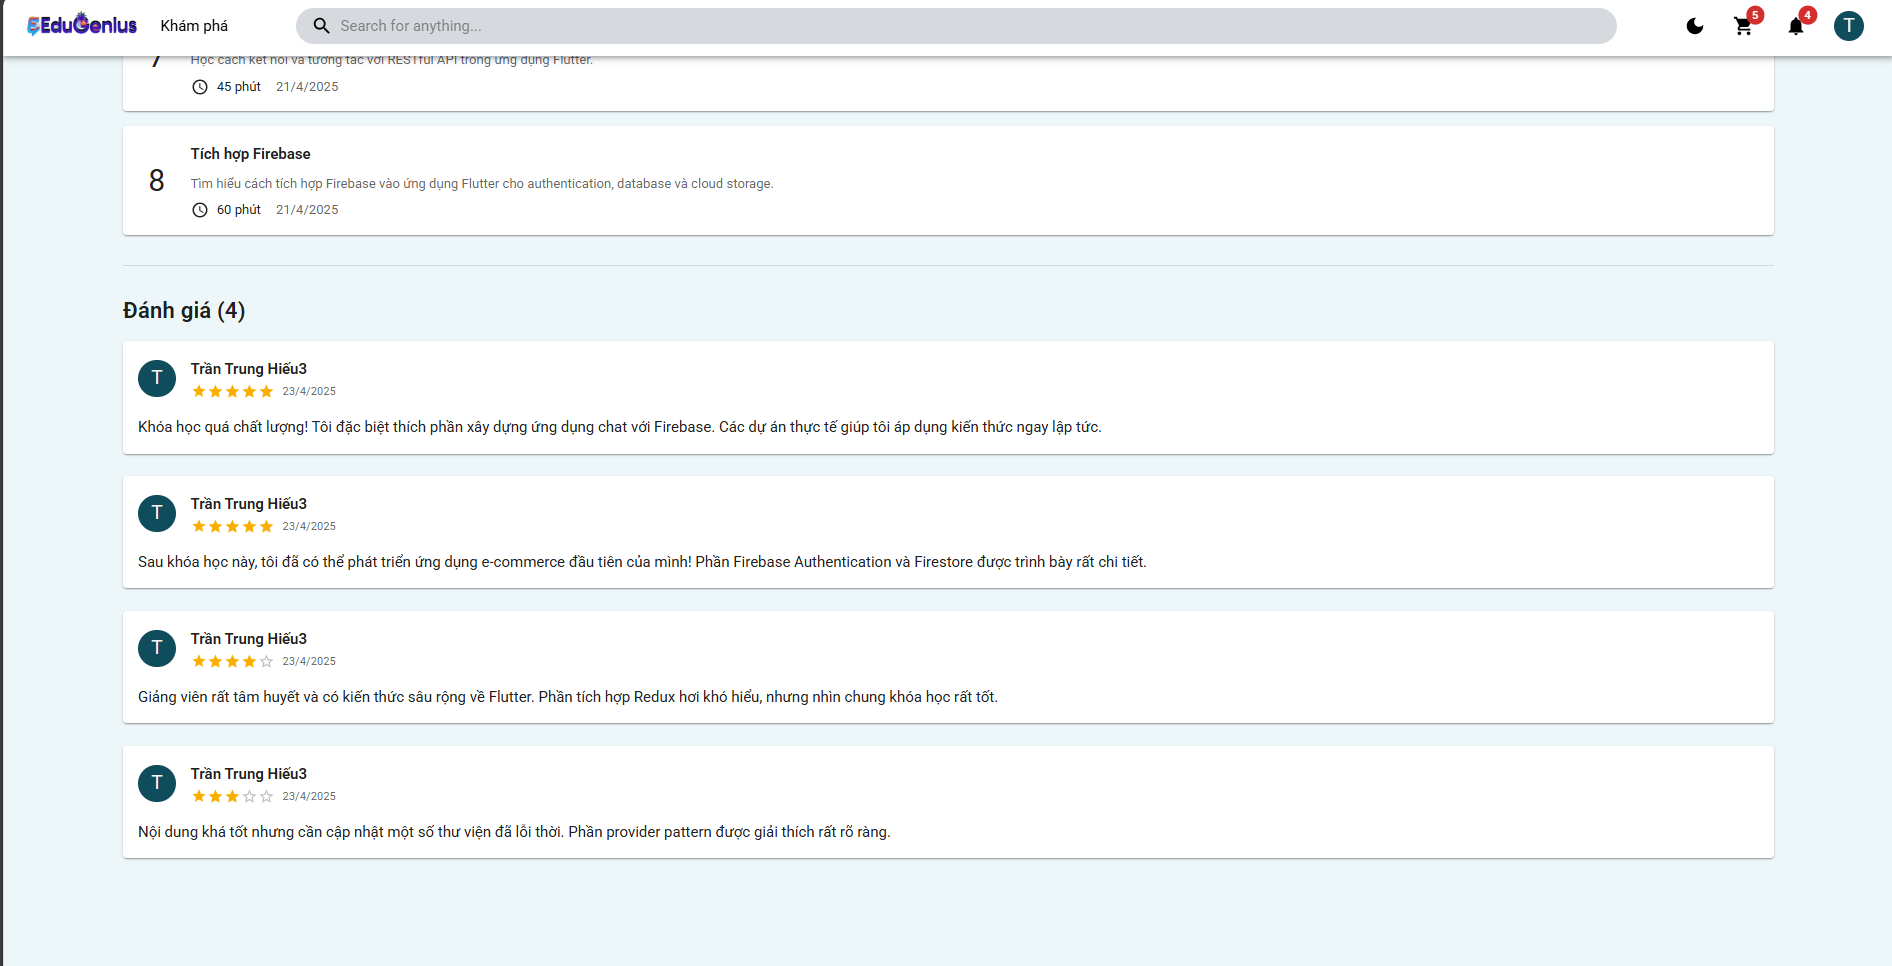 EduGenius
Khám phá
Search for anything...
5
4
T
7
Học cách kết nối và tương tác với RESTful API trong ứng dụng Flutter.
45 phút 21/4/2025
Tích hợp Firebase
8
Tìm hiểu cách tích hợp Firebase vào ứng dụng Flutter cho authentication, database và cloud storage.
60 phút 21/4/2025
Đánh giá (4)
T
Trần Trung Hiếu3
23/4/2025
Khóa học quá chất lượng! Tôi đặc biệt thích phần xây dựng ứng dụng chat với Firebase. Các dự án thực tế giúp tôi áp dụng kiến thức ngay lập tức.
T
Trần Trung Hiếu3
23/4/2025
Sau khóa học này, tôi đã có thể phát triển ứng dụng e-commerce đầu tiên của mình! Phần Firebase Authentication và Firestore được trình bày rất chi tiết.
T
Trần Trung Hiếu3
23/4/2025
Giảng viên rất tâm huyết và có kiến thức sâu rộng về Flutter. Phần tích hợp Redux hơi khó hiểu, nhưng nhìn chung khóa học rất tốt.
T
Trần Trung Hiếu3
23/4/2025
Nội dung khá tốt nhưng cần cập nhật một số thư viện đã lỗi thời. Phần provider pattern được giải thích rất rõ ràng.